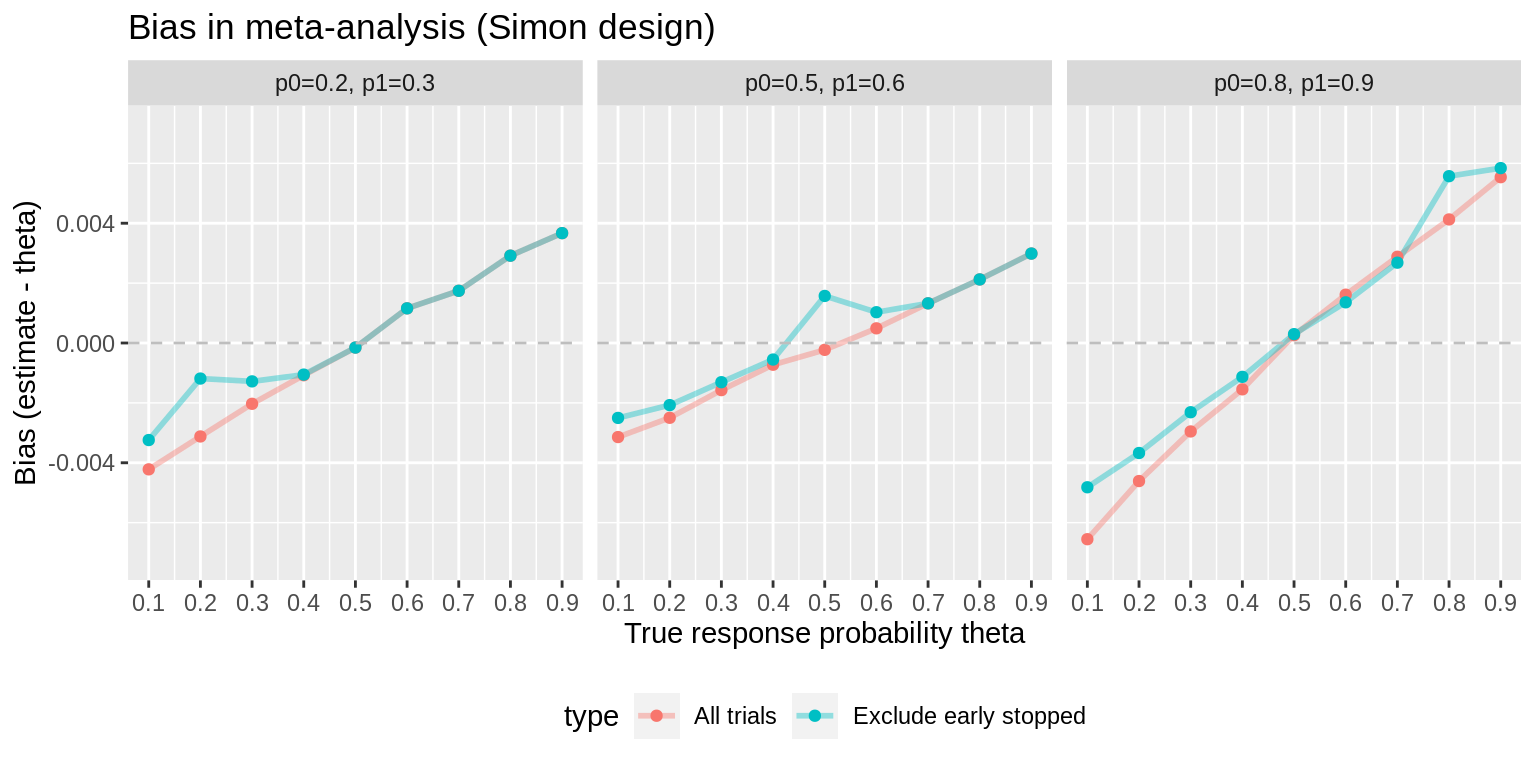 Bias in meta-analysis (Simon design)
p0=0.2, p1=0.3
p0=0.5, p1=0.6
p0=0.8, p1=0.9
Bias (estimate - theta)
0.004
0.000
-0.004
0.1 0.2 0.3 0.4 0.5 0.6 0.7 0.8 0.9
0.1 0.2 0.3 0.4 0.5 0.6 0.7 0.8 0.9
0.1 0.2 0.3 0.4 0.5 0.6 0.7 0.8 0.9
True response probability theta
type All trials Exclude early stopped